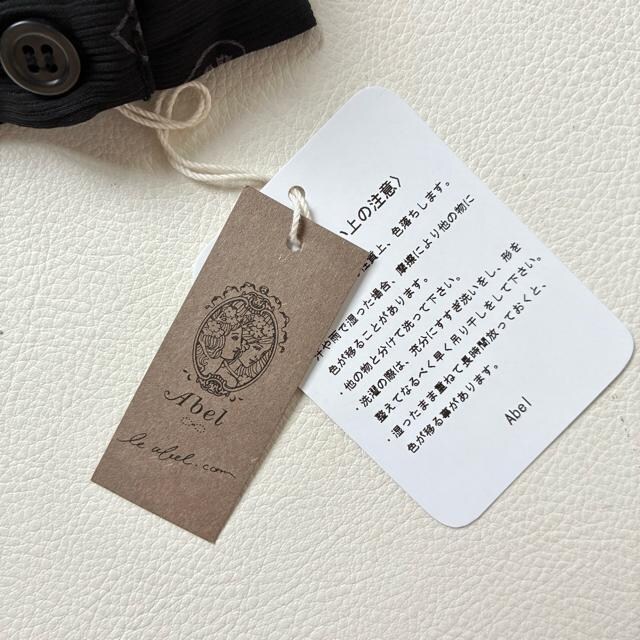 Abel
le abel.com
上の注意〉
上、色落ちします。
や雨で湿った場合、摩擦により他の物に
色が移ることがあります。
・他の物と分けて洗って下さい。
・洗濯の際は、充分にすすぎ洗いをし、形を
整えてなるべく早く吊り干しをして下さい。
・湿ったまま重ねて長時間放っておくと、
色が移る事があります。
Abel